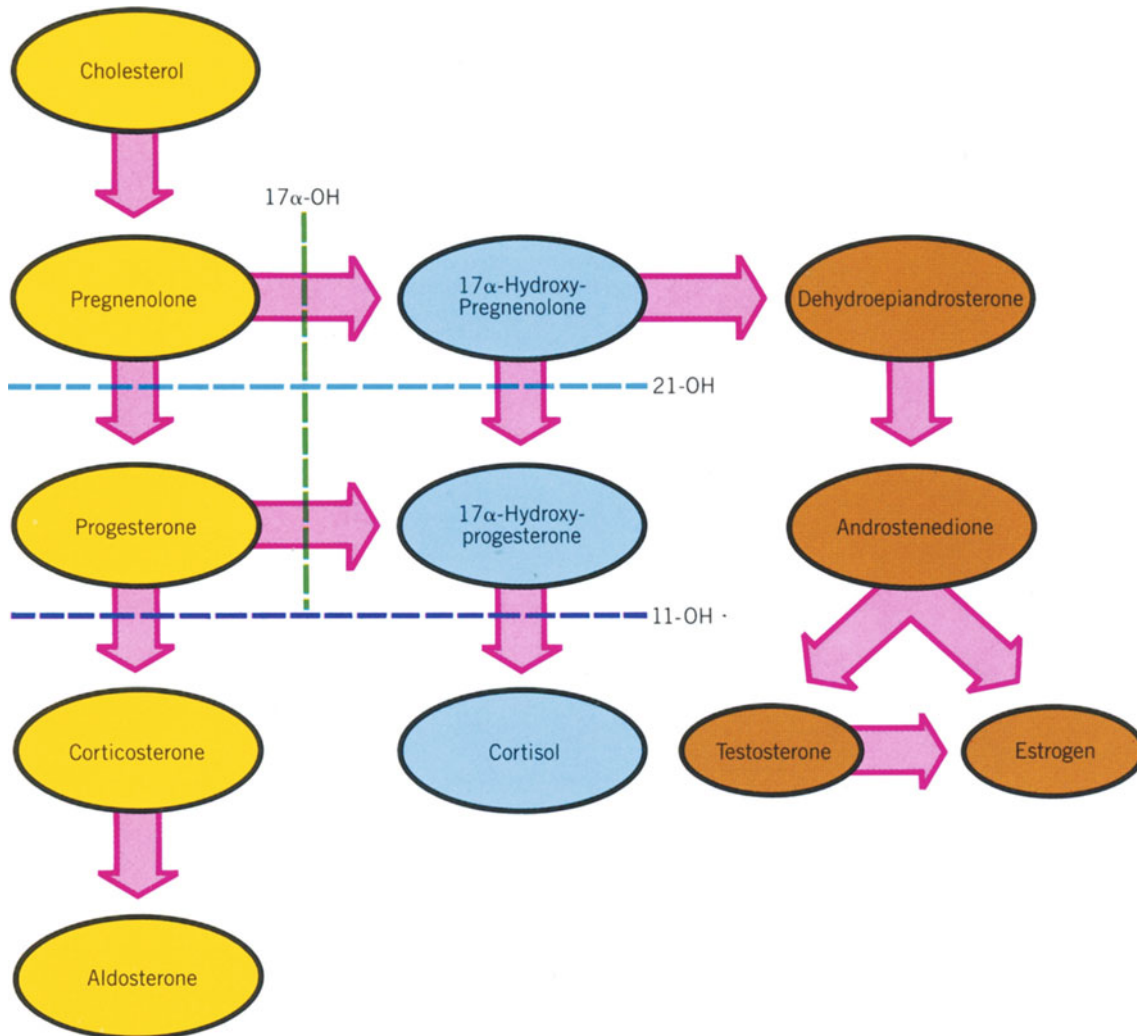 Cholesterol
17α-OH
Pregnenolone
17α-Hydroxy-
Pregnenolone
Dehydroepiandrosterone
21-OH
Progesterone
17α-Hydroxy-
progesterone
Androstenedione
11-OH
Corticosterone
Cortisol
Testosterone
Estrogen
Aldosterone